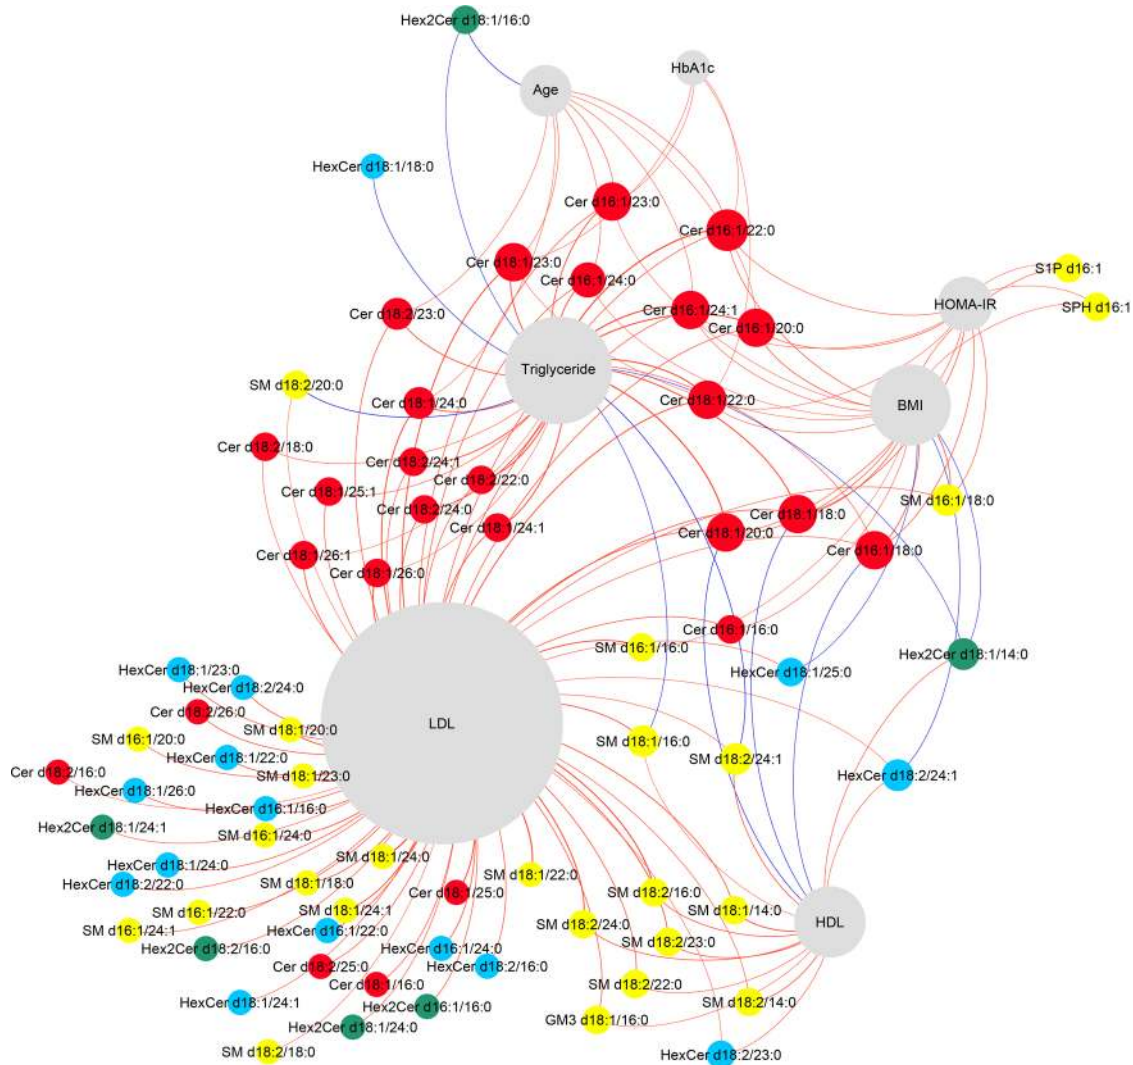 Hex2Cer d18:1/16:0
HbA1c
Age
HexCer d18:1/18:0
Cer d16:1/23:0
Cer d16:1/22:0
Cer d18:1/23:0
S1P d16:1
Cer d16:1/24:0
HOMA-IR
SPH d16:1
Cer d16:1/24:1
Cer d18:2/23:0
Cer d16:1/20:0
Triglyceride
SM d18:2/20:0
Cer d18:1/24:0
Cer d18:1/22:0
BMI
Cer d18:2/18:0
Cer d18:2/24:1
Cer d18:2/22:0
Cer d18:1/25:1
SM d16:1/18:0
Cer d18:2/24:0
Cer d18:1/18:0
Cer d18:1/24:1
Cer d18:1/20:0
Cer d16:1/18:0
Cer d18:1/26:1
Cer d18:1/26:0
Cer d16:1/16:0
SM d16:1/16:0
Hex2Cer d18:1/14:0
HexCer d18:1/23:0
HexCer d18:1/25:0
HexCer d18:2/24:0
Cer d18:2/26:0
LDL
SM d18:1/20:0
SM d16:1/20:0
SM d18:1/16:0
SM d18:2/24:1
HexCer d18:1/22:0
Cer d18:2/16:0
SM d18:1/23:0
HexCer d18:2/24:1
HexCer d18:1/26:0
HexCer d16:1/16:0
Hex2Cer d18:1/24:1
SM d16:1/24:0
SM d18:1/24:0
HexCer d18:1/24:0
SM d18:1/22:0
HexCer d18:2/22:0
SM d18:1/18:0
Cer d18:1/25:0
SM d18:2/16:0
SM d18:1/14:0
SM d16:1/22:0
SM d18:1/24:1
SM d18:2/24:0
HDL
SM d16:1/24:1
HexCer d16:1/22:0
SM d18:2/23:0
Hex2Cer d18:2/16:0
HexCer d16:1/24:0
Cer d18:2/25:0
HexCer d18:2/16:0
Cer d18:1/16:0
SM d18:2/22:0
HexCer d18:1/24:1
Hex2Cer d16:1/16:0
SM d18:2/14:0
GM3 d18:1/16:0
Hex2Cer d18:1/24:0
SM d18:2/18:0
HexCer d18:2/23:0